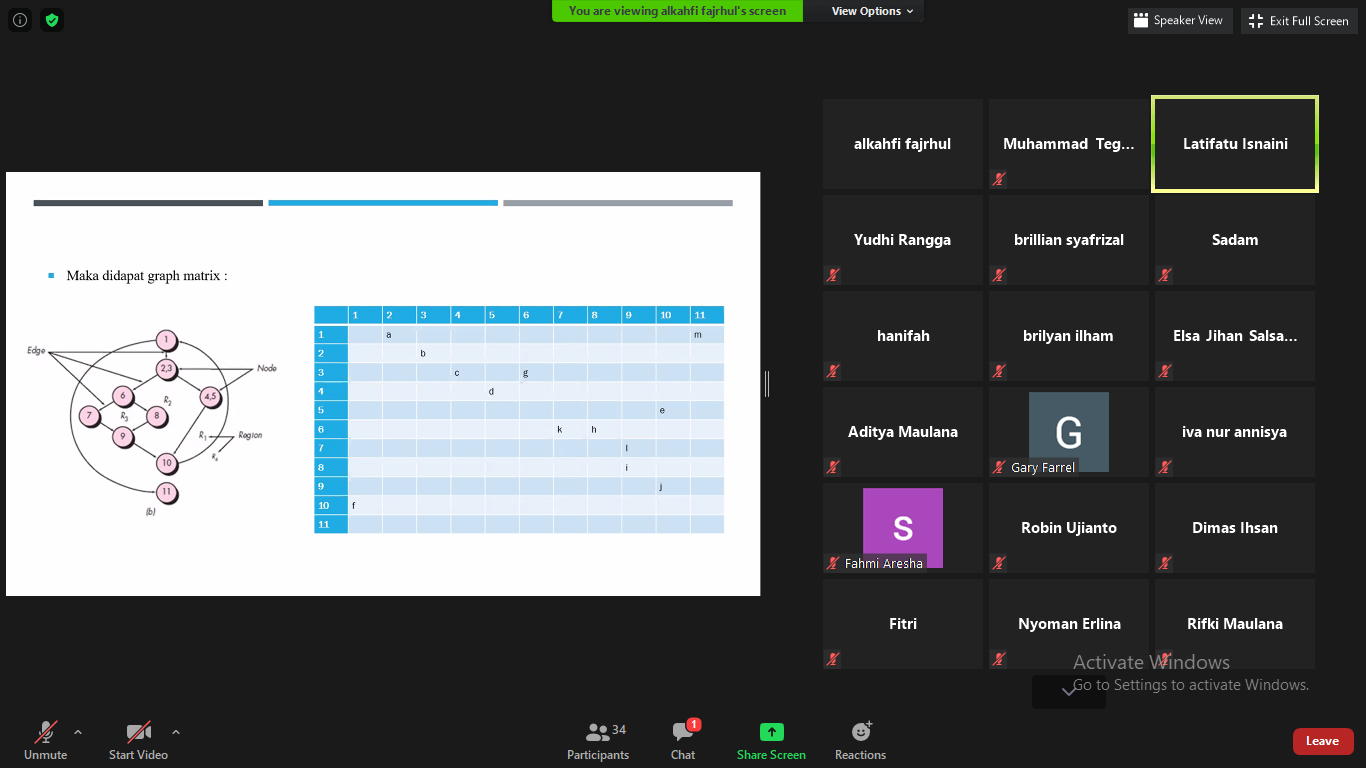 You are viewing alkahfi fajrhul's screen
View Options
Speaker View
Exit Full Screen
Maka didapat graph matrix :
Edge
Node
Region
1
2,3
6
R2
4,5
7
R3
8
9
R1
10
R4
11
(b)
1 2 3 4 5 6 7 8 9 10 11
1 a m
2 b
3 c g
4 d
5 e
6 k h
7 l
8 i
9 j
10 f
11
alkahfi fajrhul
Muhammad Teg...
Latifatu Isnaini
Yudhi Rangga
brillian syafrizal
Sadam
hanifah
brilyan ilham
Elsa Jihan Salsa...
Aditya Maulana
G
Gary Farrel
iva nur annisya
S
Fahmi Aresha
Robin Ujianto
Dimas Ihsan
Fitri
Nyoman Erlina
Rifki Maulana
Activate Windows
Go to Settings to activate Windows.
Unmute
Start Video
Participants
34
Chat
1
Share Screen
Reactions
Leave